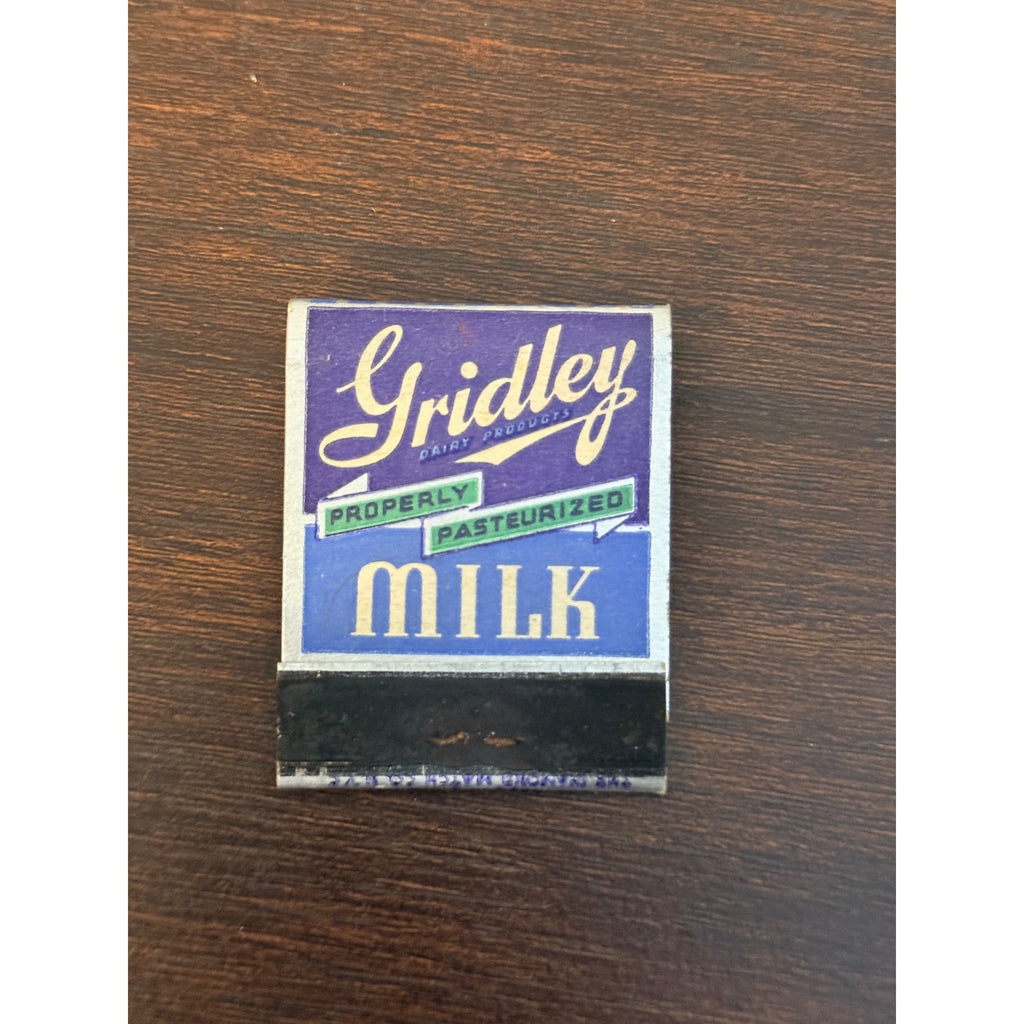 Gridley
DAIRY PRODUCTS
PROPERLY
PASTEURIZED
MILK